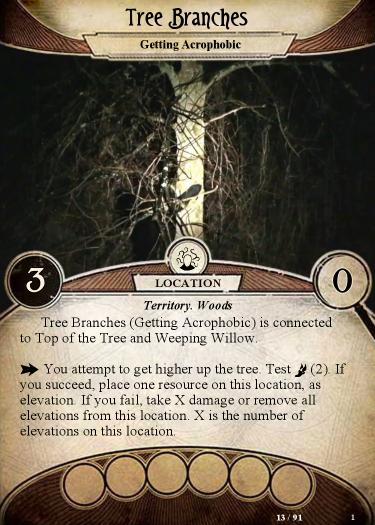 Tree Branches
Getting Acrophobic
3
0
LOCATION
Territory. Woods
Tree Branches (Getting Acrophobic) is connected
to Top of the Tree and Weeping Willow.
You attempt to get higher up the tree. Test (2). If
you succeed, place one resource on this location, as
elevation. If you fail, take X damage or remove all
elevations from this location. X is the number of
elevations on this location.
13 / 91
1